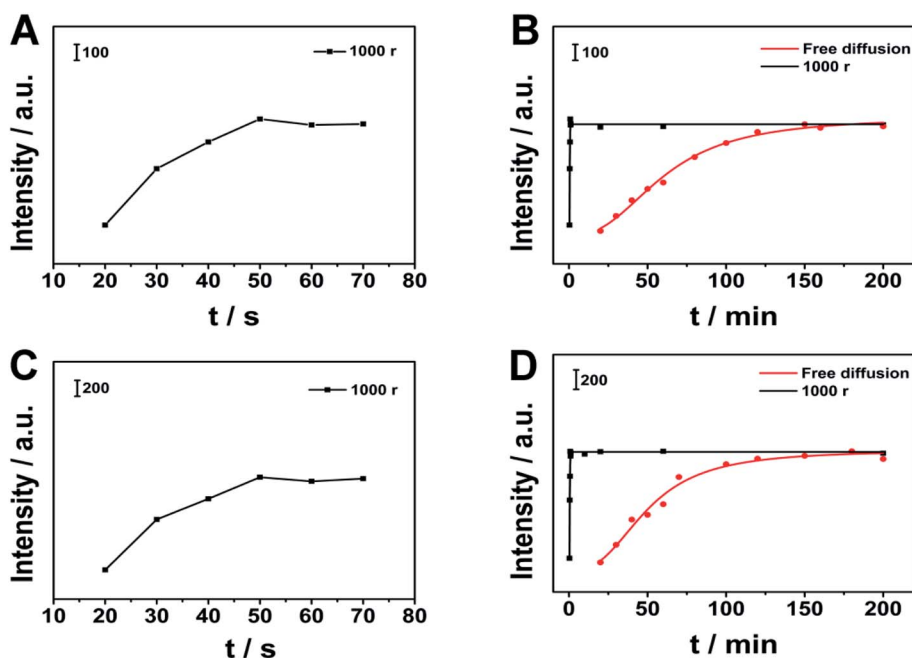 A
100
1000 r
Intensity / a.u.
10 20 30 40 50 60 70 80
t / s
B
100
Free diffusion
1000 r
Intensity / a.u.
0 50 100 150 200
t / min
C
200
1000 r
Intensity / a.u.
10 20 30 40 50 60 70 80
t / s
D
200
Free diffusion
1000 r
Intensity / a.u.
0 50 100 150 200
t / min